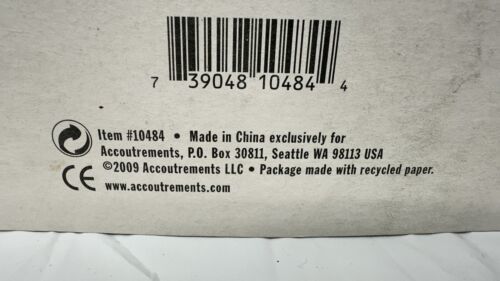 7 39048 10484 4
Item #10484 • Made in China exclusively for
Accoutrements, P.O. Box 30811, Seattle WA 98113 USA
©2009 Accoutrements LLC • Package made with recycled paper.
CE www.accoutrements.com